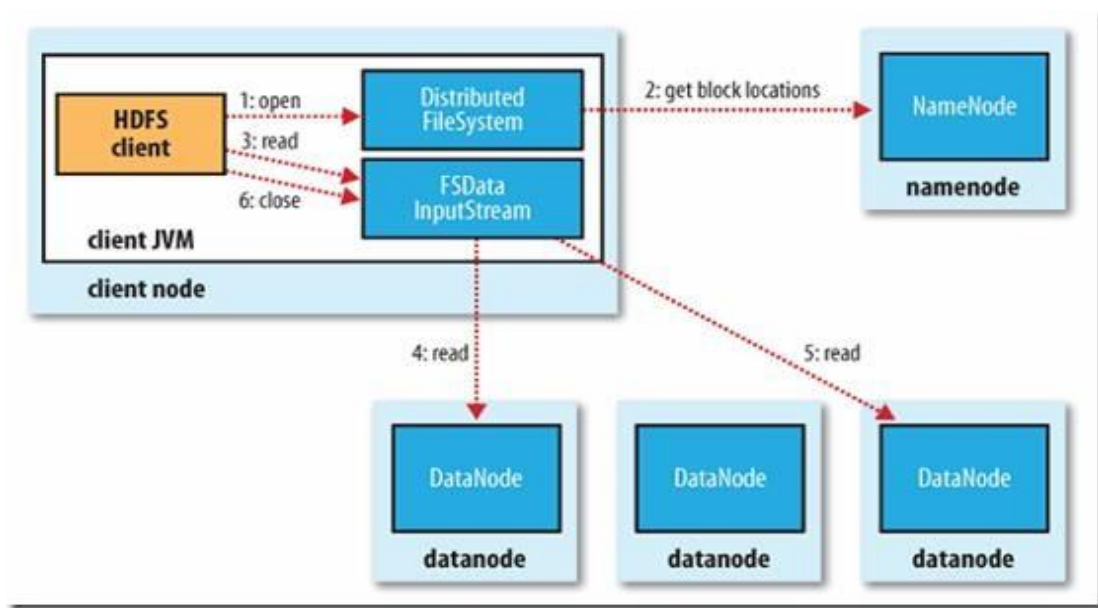 HDFS
client
1: open
3: read
6: close
Distributed
FileSystem
FSData
InputStream
client JVM
client node
2: get block locations
NameNode
namenode
4: read
5: read
DataNode
datanode
DataNode
datanode
DataNode
datanode